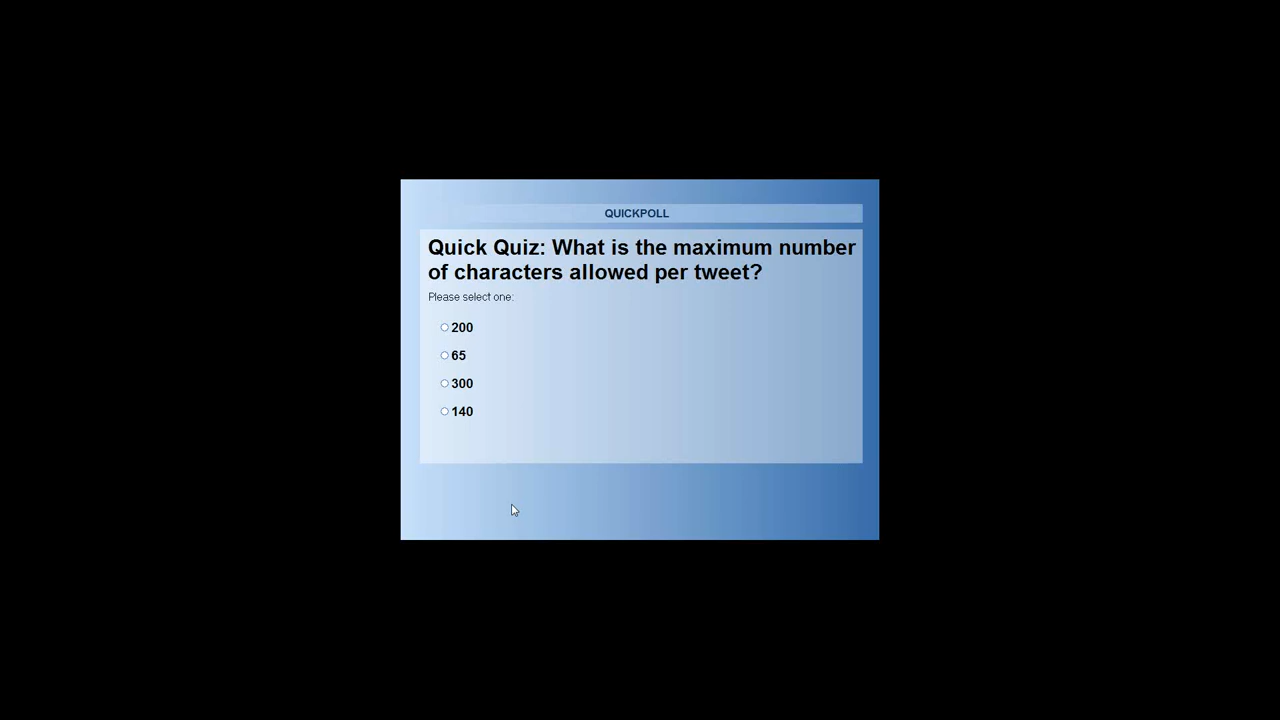 QUICKPOLL
Quick Quiz: What is the maximum number
of characters allowed per tweet?
Please select one:
200
65
300
140